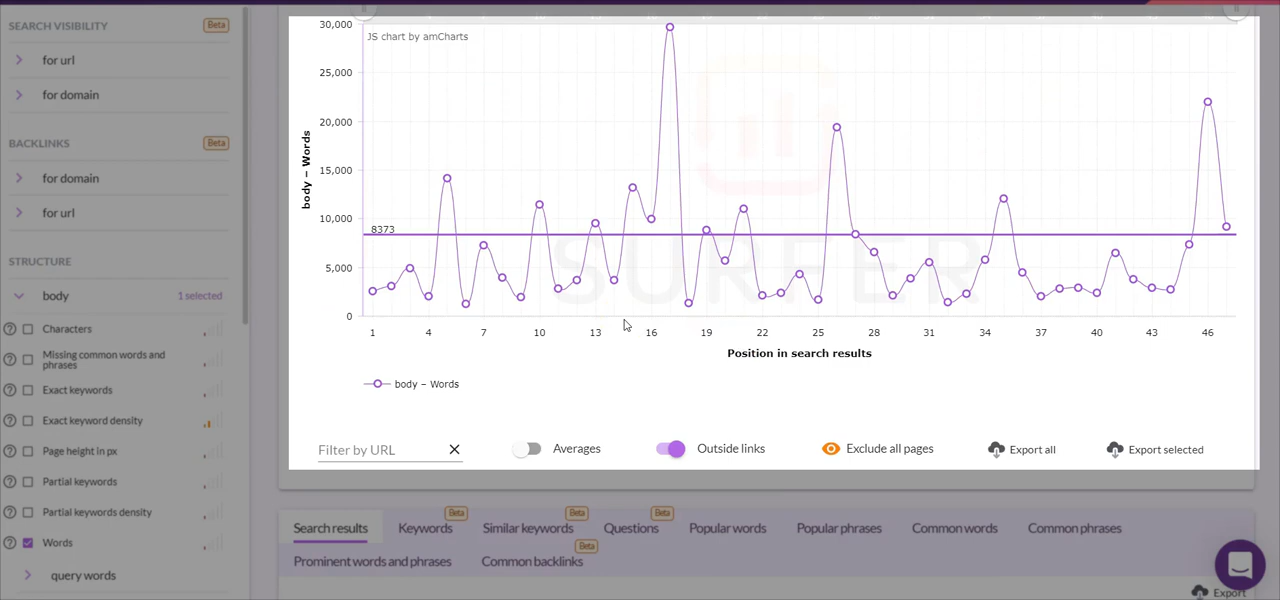 SEARCH VISIBILITY Beta
for url
for domain
BACKLINKS Beta
for domain
for url
STRUCTURE
body 1 selected
Characters
Missing common words and
phrases
Exact keywords
Exact keyword density
Page height in px
Partial keywords
Partial keywords density
Words
query words
30,000
25,000
20,000
15,000
10,000
5,000
0
body – Words
JS chart by amCharts
8373
SURFER
1 4 7 10 13 16 19 22 25 28 31 34 37 40 43 46
Position in search results
body – Words
Filter by URL
Averages
Outside links
Exclude all pages
Export all
Export selected
Search results
Keywords Beta
Similar keywords Beta
Questions Beta
Popular words
Popular phrases
Common words
Common phrases
Prominent words and phrases
Common backlinks Beta
Export